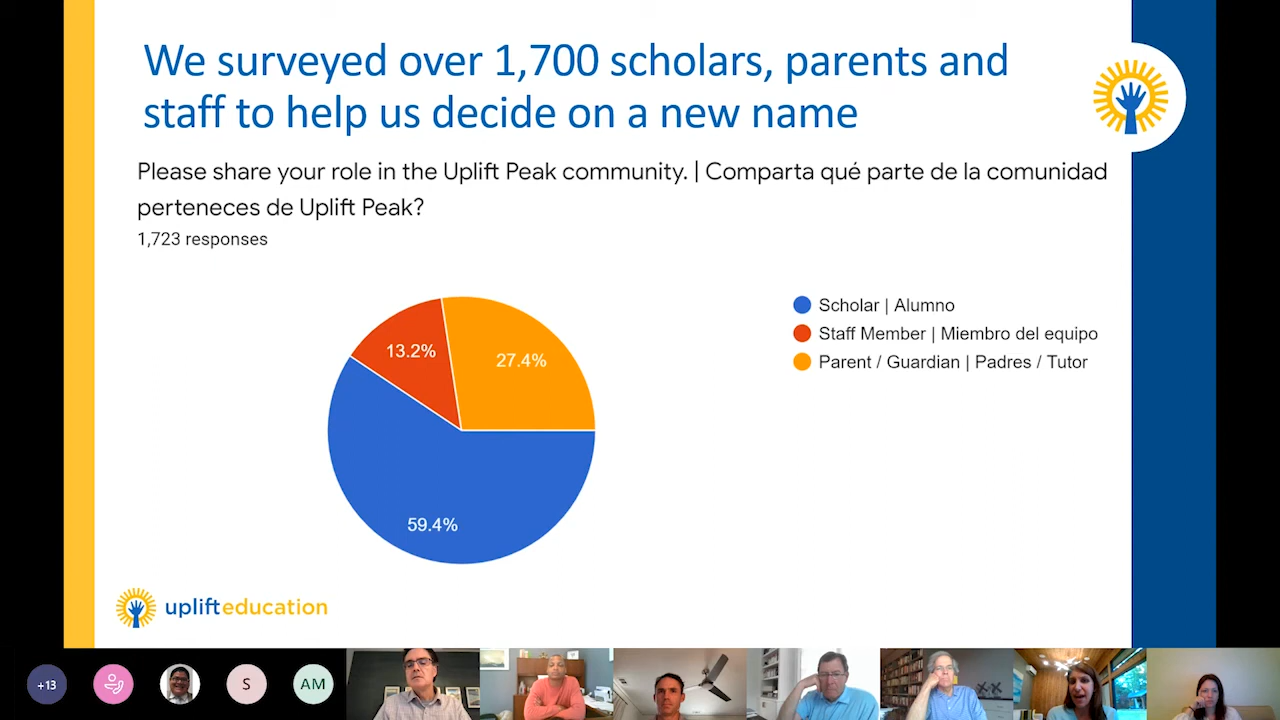 We surveyed over 1,700 scholars, parents and
staff to help us decide on a new name
Please share your role in the Uplift Peak community. | Comparta qué parte de la comunidad
perteneces de Uplift Peak?
1,723 responses
Scholar | Alumno
Staff Member | Miembro del equipo
Parent / Guardian | Padres / Tutor
13.2%
27.4%
59.4%
uplifteducation
+13
S
AM